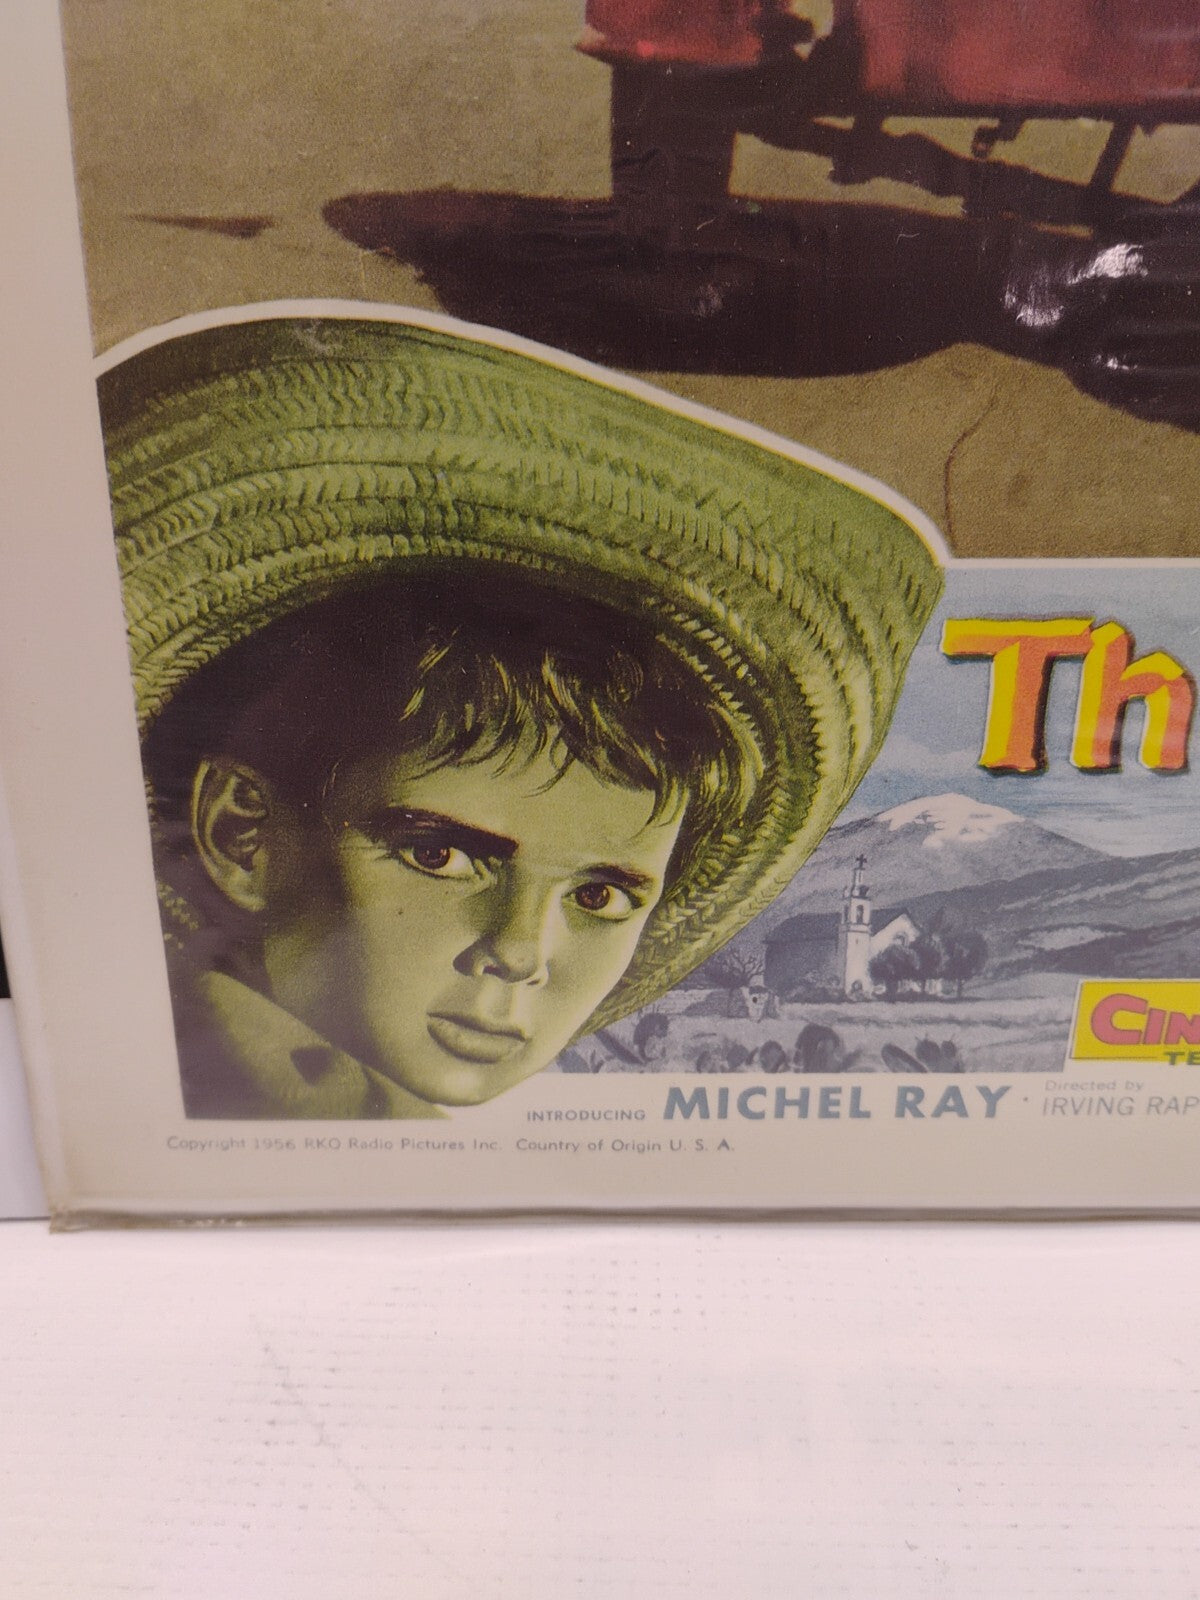 Th
CIN
TE
INTRODUCING MICHEL RAY · Directed by
IRVING RAP
Copyright 1956 RKO Radio Pictures Inc. Country of Origin U. S. A.